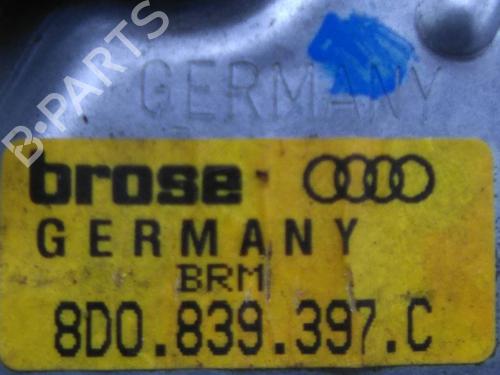 GERMANY
B-PARTS
brose
GERMANY
BRM
8D0.839.397.C